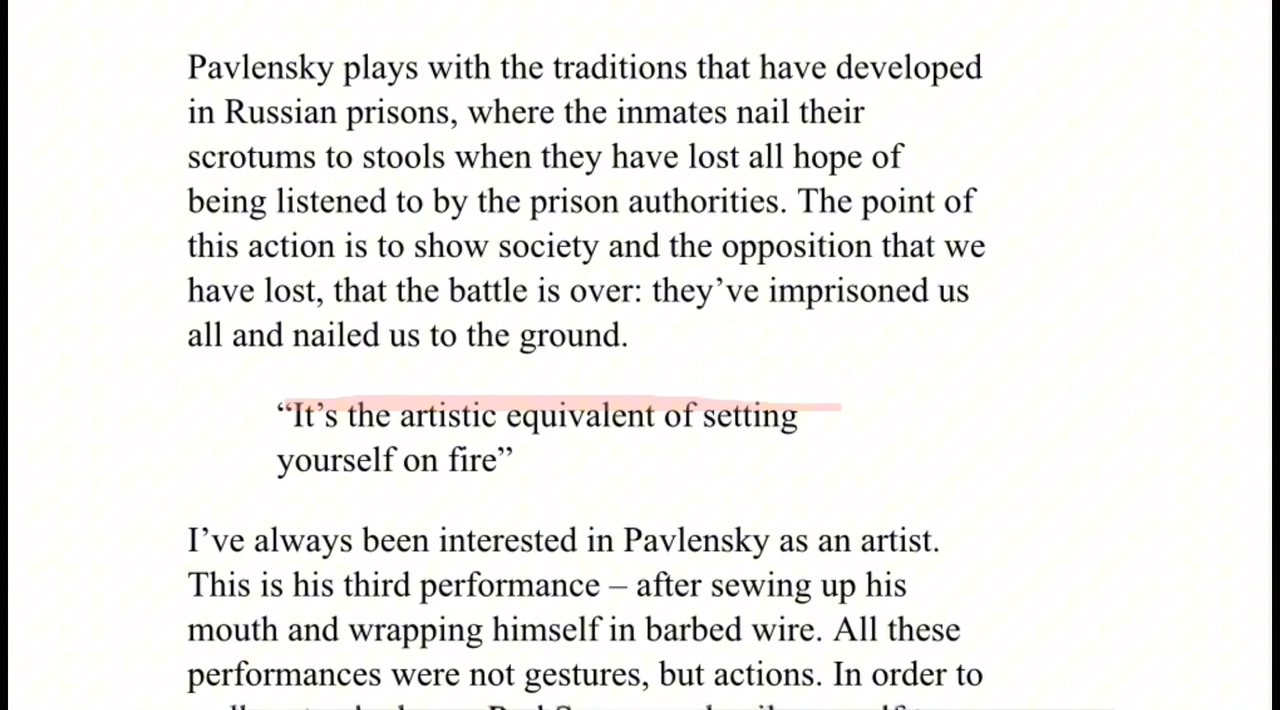 Pavlensky plays with the traditions that have developed
in Russian prisons, where the inmates nail their
scrotums to stools when they have lost all hope of
being listened to by the prison authorities. The point of
this action is to show society and the opposition that we
have lost, that the battle is over: they’ve imprisoned us
all and nailed us to the ground.
“It’s the artistic equivalent of setting
yourself on fire”
I’ve always been interested in Pavlensky as an artist.
This is his third performance – after sewing up his
mouth and wrapping himself in barbed wire. All these
performances were not gestures, but actions. In order to